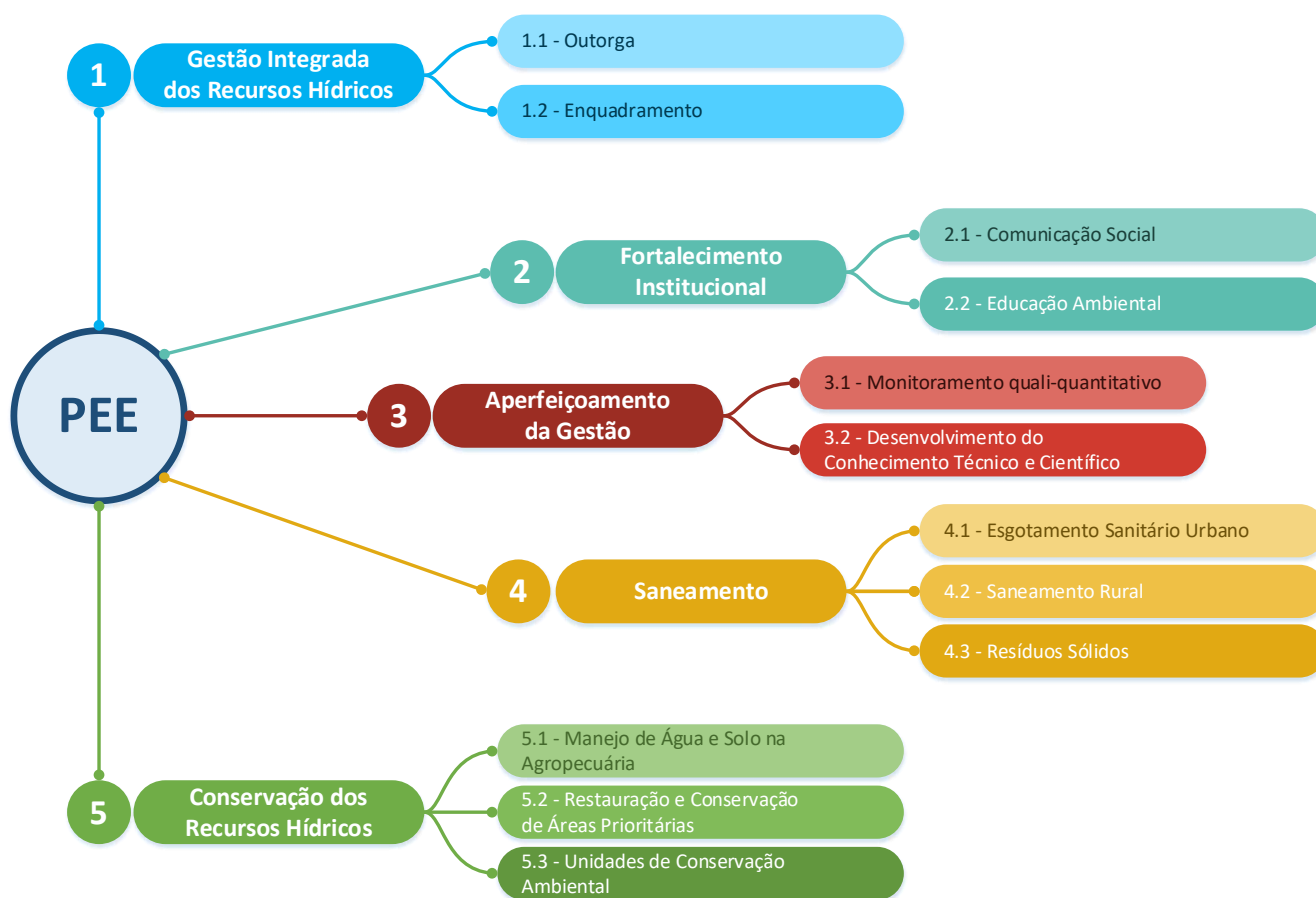 1
Gestão Integrada
dos Recursos Hídricos
1.1 - Outorga
1.2 - Enquadramento
2
Fortalecimento
Institucional
2.1 - Comunicação Social
2.2 - Educação Ambiental
PEE
3
Aperfeiçoamento
da Gestão
3.1 - Monitoramento quali-quantitativo
3.2 - Desenvolvimento do
Conhecimento Técnico e Científico
4
Saneamento
4.1 - Esgotamento Sanitário Urbano
4.2 - Saneamento Rural
4.3 - Resíduos Sólidos
5
Conservação dos
Recursos Hídricos
5.1 - Manejo de Água e Solo na
Agropecuária
5.2 - Restauração e Conservação
de Áreas Prioritárias
5.3 - Unidades de Conservação
Ambiental